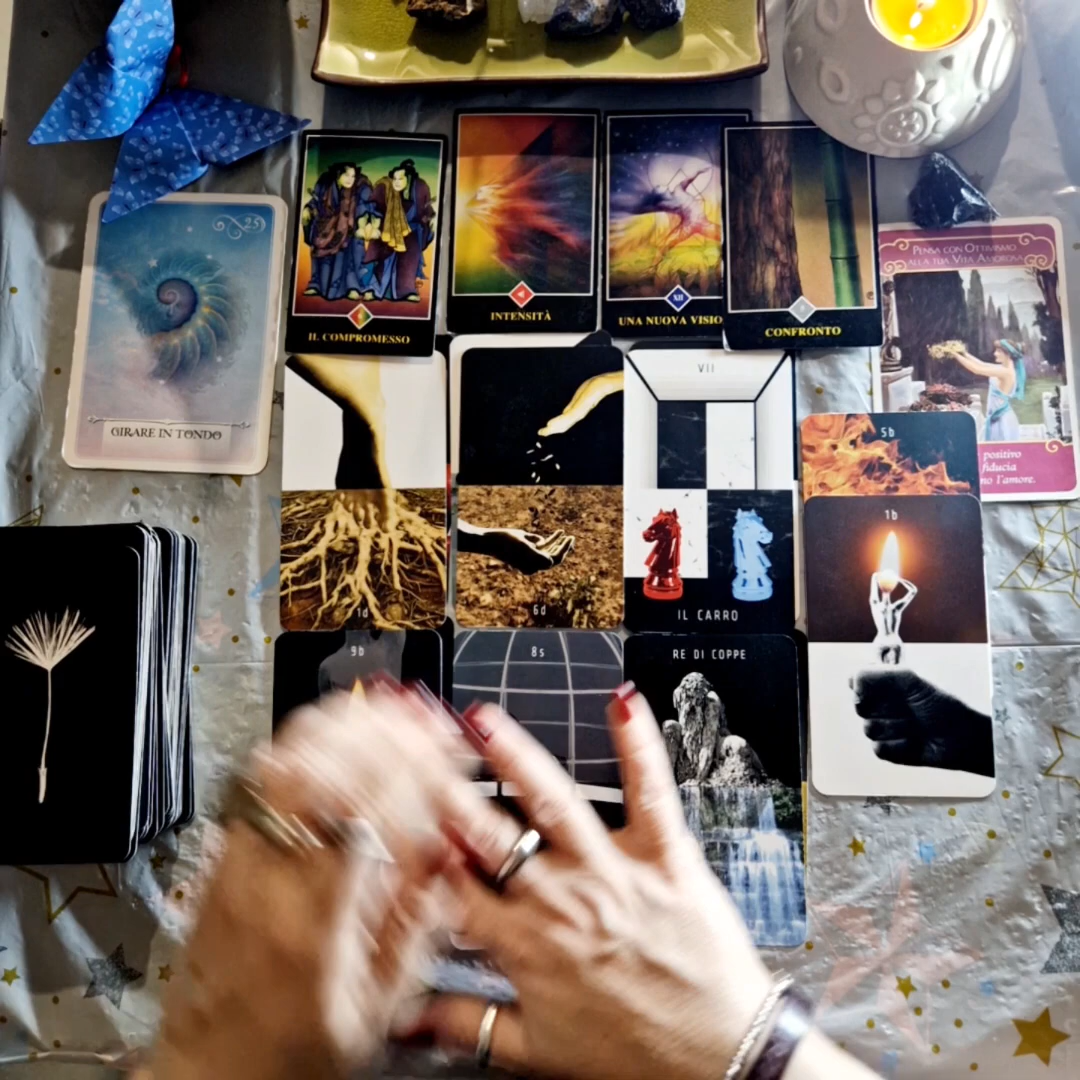 25
GIRARE IN TONDO
IL COMPROMESSO
INTENSITÀ
XII
UNA NUOVA VISIO
CONFRONTO
PENSA CON OTTIMISMO
ALLA TUA VITA AMOROSA
positivo
fiducia
no l'amore.
1d
6d
VII
IL CARRO
5b
1b
9b
8s
RE DI COPPE